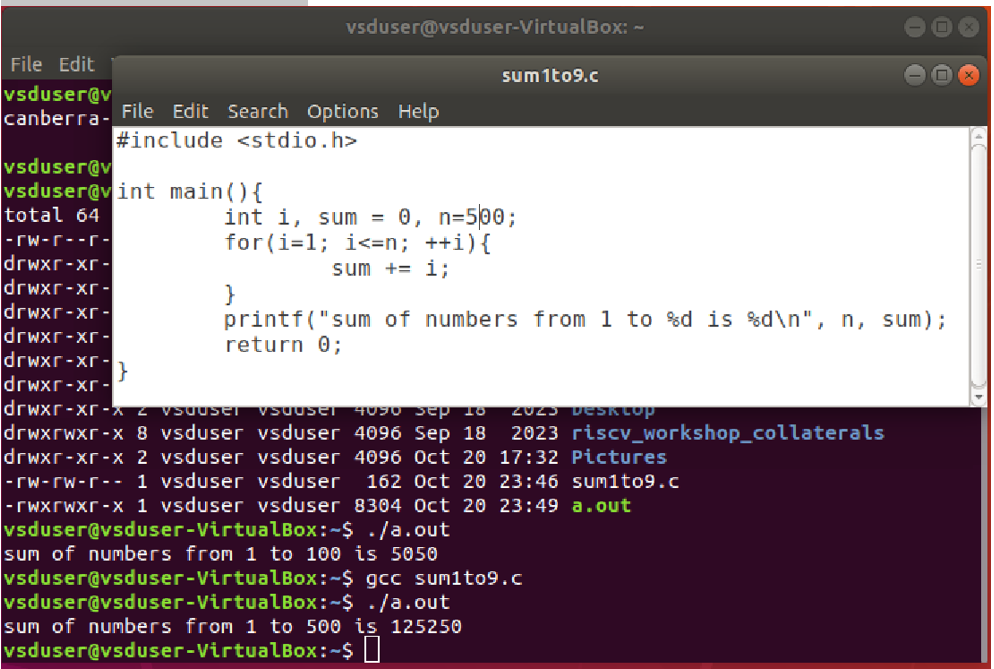 vsduser@vsduser-VirtualBox: ~
File Edit
sum1to9.c
File Edit Search Options Help
#include <stdio.h>
int main(){
int i, sum = 0, n=500;
for(i=1; i<=n; ++i){
sum += i;
}
printf("sum of numbers from 1 to %d is %d\n", n, sum);
return 0;
}
vsduser@v
canberra-
vsduser@v
vsduser@v
total 64
-rw-r--r-
drwxr-xr-
drwxr-xr-
drwxr-xr-
drwxr-xr-
drwxr-xr-
drwxr-xr-
drwxr-xr-x 2 vsduser vsduser 4096 Sep 18 2023 Desktop
drwxrwxr-x 8 vsduser vsduser 4096 Sep 18 2023 riscv_workshop_collaterals
drwxr-xr-x 2 vsduser vsduser 4096 Oct 20 17:32 Pictures
-rw-rw-r-- 1 vsduser vsduser 162 Oct 20 23:46 sum1to9.c
-rwxrwxr-x 1 vsduser vsduser 8304 Oct 20 23:49 a.out
vsduser@vsduser-VirtualBox:~$ ./a.out
sum of numbers from 1 to 100 is 5050
vsduser@vsduser-VirtualBox:~$ gcc sum1to9.c
vsduser@vsduser-VirtualBox:~$ ./a.out
sum of numbers from 1 to 500 is 125250
vsduser@vsduser-VirtualBox:~$